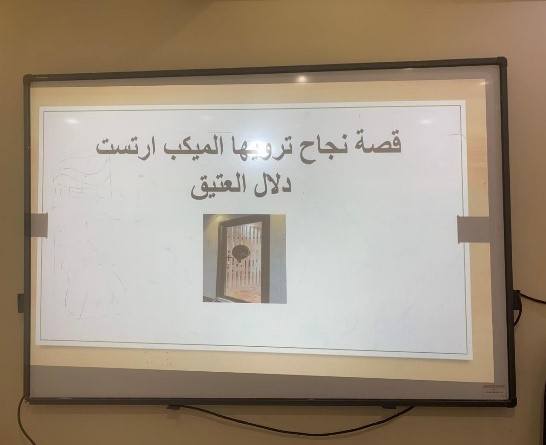 قصة نجاح ترويها الميكب ارتست
دلال العتيق